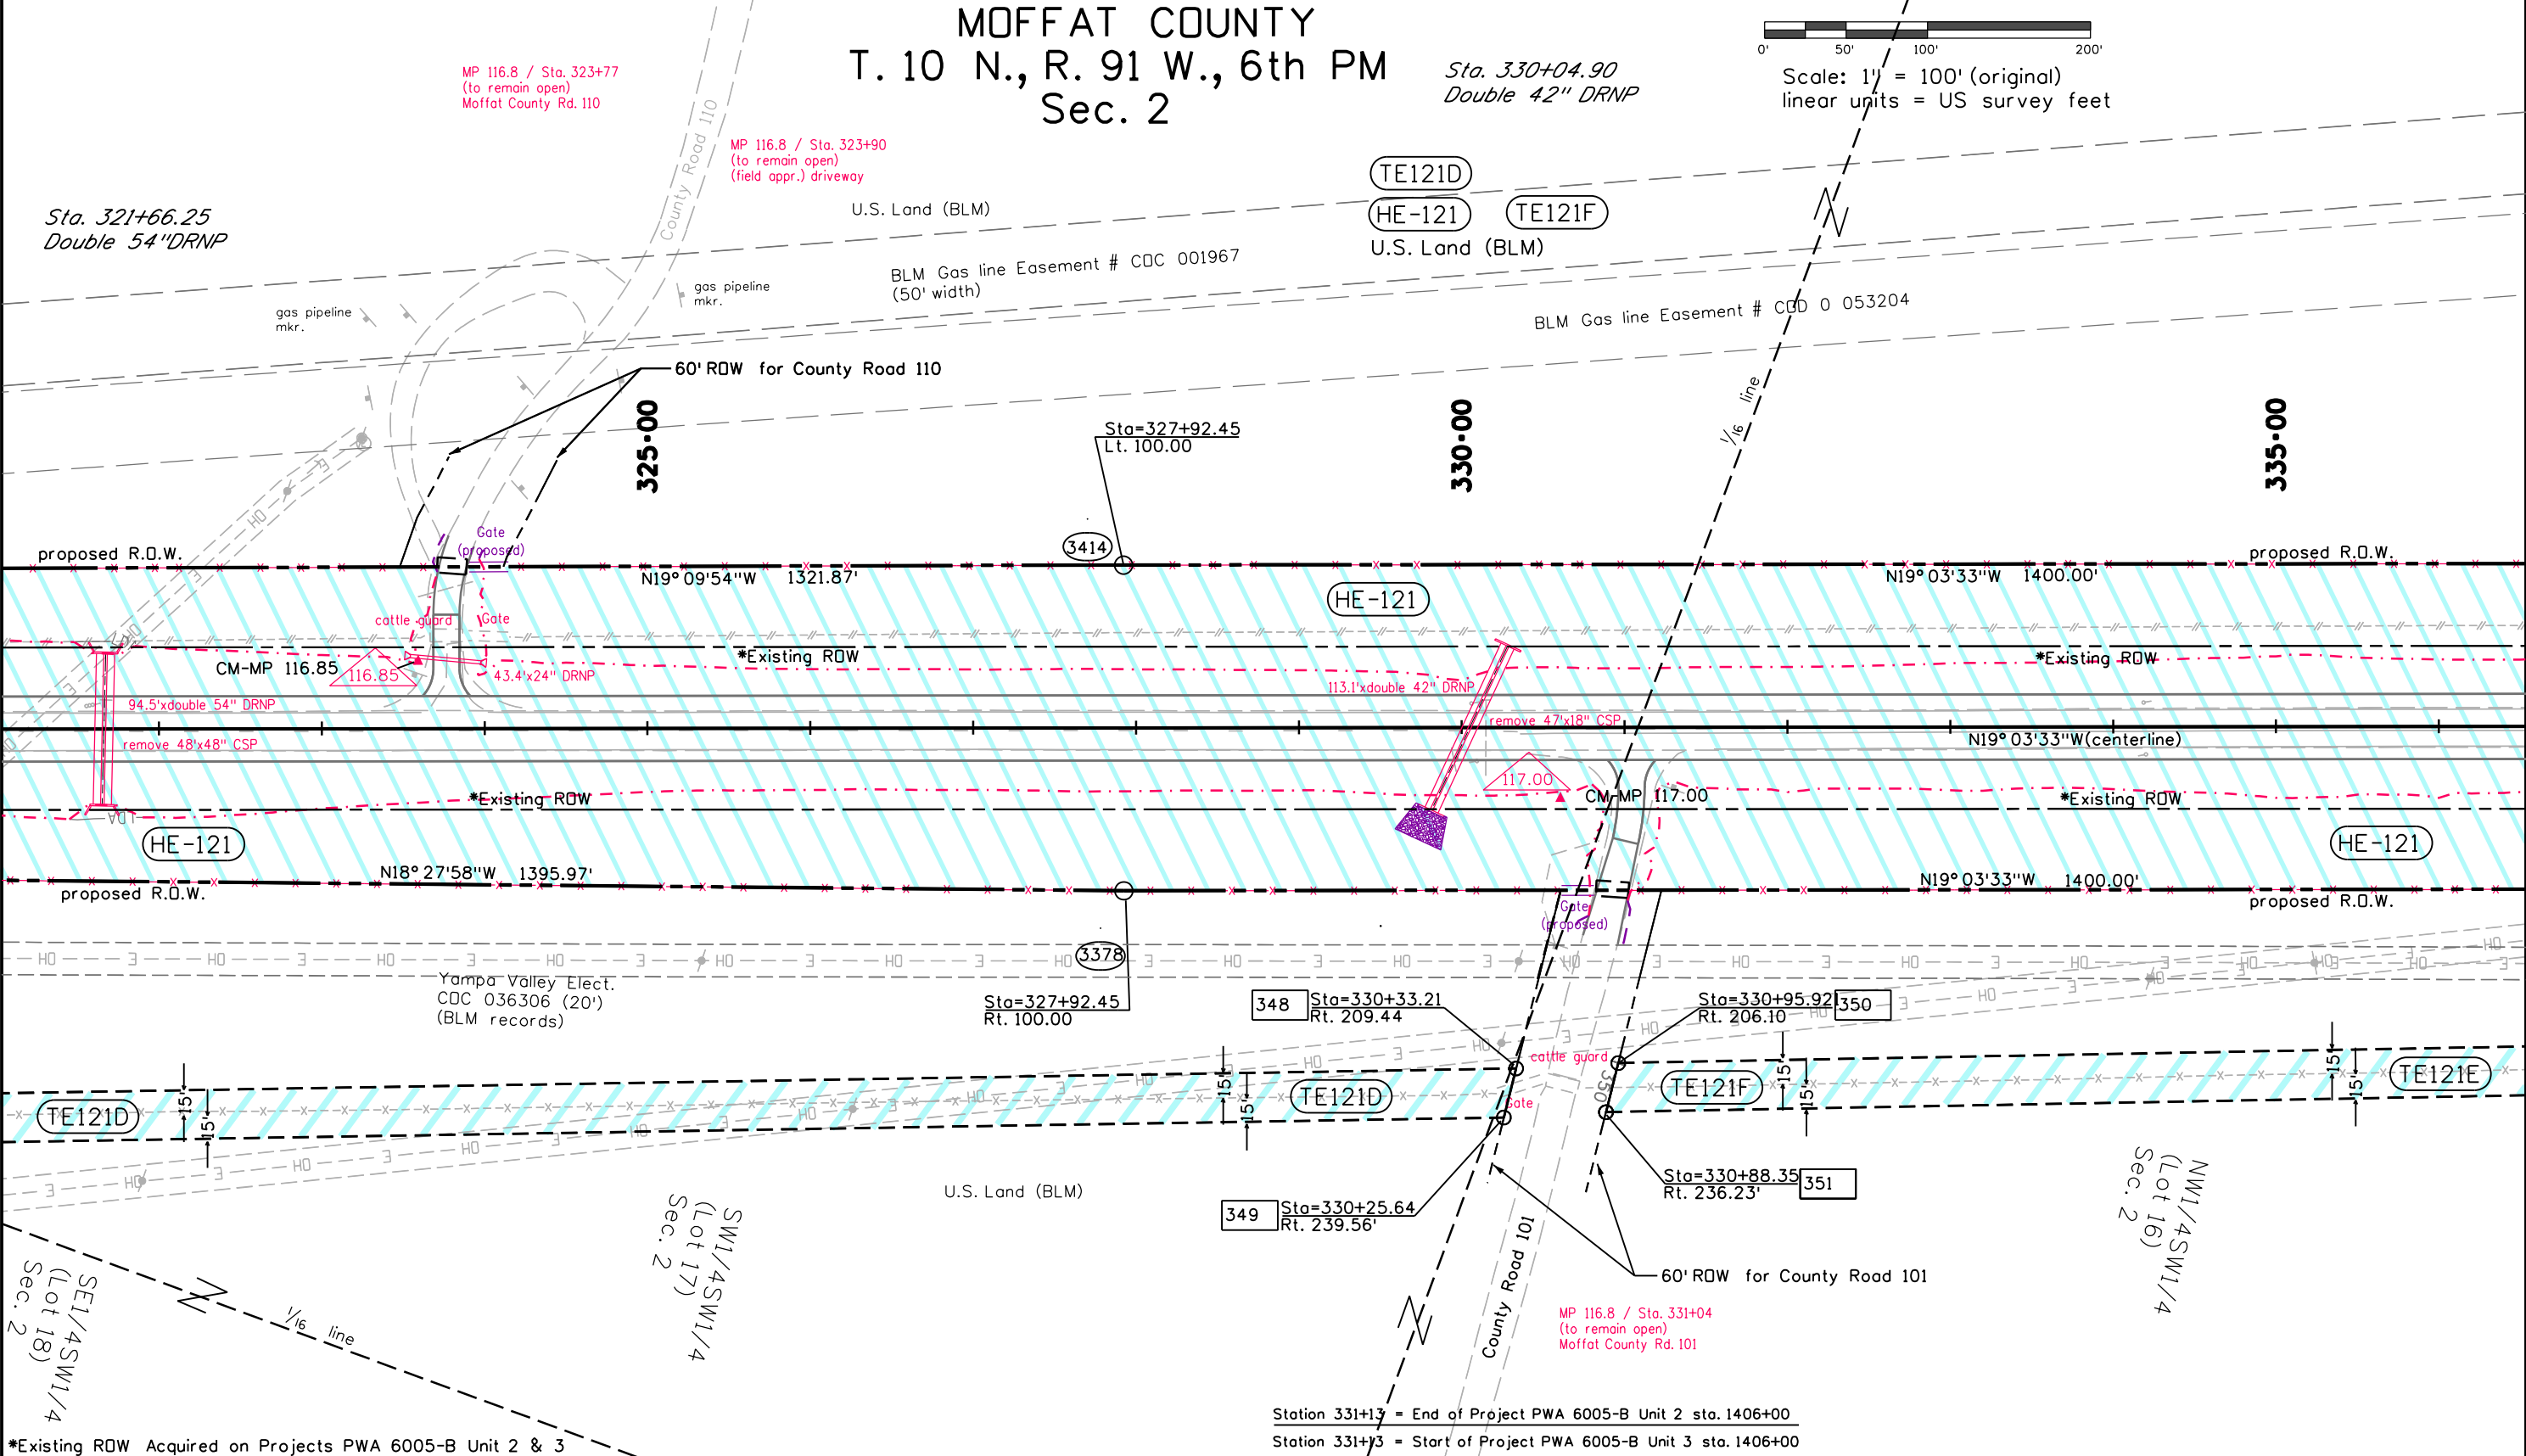 MOFFAT COUNTY
T. 10 N., R. 91 W., 6th PM
Sec. 2
0' 50' 100' 200'
Scale: 1" = 100' (original)
linear units = US survey feet
Sta. 330+04.90
Double 42" DRNP
MP 116.8 / Sta. 323+77
(to remain open)
Moffat County Rd. 110
County Road 110
MP 116.8 / Sta. 323+90
(to remain open)
(field appr.) driveway
Sta. 321+66.25
Double 54"DRNP
U.S. Land (BLM)
TE121D
HE-121
TE121F
U.S. Land (BLM)
BLM Gas line Easement # COC 001967
(50' width)
gas pipeline
mkr.
gas pipeline
mkr.
BLM Gas line Easement # COD 0 053204
60' ROW for County Road 110
1/16 line
325+00
330+00
335+00
Sta=327+92.45
Lt. 100.00
3414
Gate
(proposed)
proposed R.O.W.
proposed R.O.W.
N19° 09'54"W 1321.87'
N19° 03'33"W 1400.00'
HE-121
cattle guard
Gate
*Existing ROW
*Existing ROW
CM-MP 116.85
116.85
43.4'x24" DRNP
94.5'xdouble 54" DRNP
113.1'xdouble 42" DRNP
remove 47'x18" CSP
remove 48'x48" CSP
N19° 03'33"W(centerline)
117.00
CM-MP 117.00
*Existing ROW
*Existing ROW
HE-121
HE-121
N18° 27'58"W 1395.97'
N19° 03'33"W 1400.00'
proposed R.O.W.
proposed R.O.W.
Gate
(proposed)
OH E OH E OH E OH E OH E OH E OH E OH E OH
3378
Yampa Valley Elect.
COC 036306 (20')
(BLM records)
Sta=327+92.45
Rt. 100.00
348
Sta=330+33.21
Rt. 209.44
Sta=330+95.92
Rt. 206.10
350
cattle guard
TE121D
15'
15'
15'
15'
TE121D
Gate
350
TE121F
15'
15'
15'
15'
TE121E
Sta=330+88.35
Rt. 236.23'
351
349
Sta=330+25.64
Rt. 239.56'
U.S. Land (BLM)
SW1/4SW1/4
(Lot 17)
Sec. 2
NW1/4SW1/4
(Lot 16)
Sec. 2
SE1/4SW1/4
(Lot 18)
Sec. 2
1/16 line
County Road 101
60' ROW for County Road 101
MP 116.8 / Sta. 331+04
(to remain open)
Moffat County Rd. 101
Station 331+13 = End of Project PWA 6005-B Unit 2 sta. 1406+00
Station 331+13 = Start of Project PWA 6005-B Unit 3 sta. 1406+00
*Existing ROW Acquired on Projects PWA 6005-B Unit 2 & 3